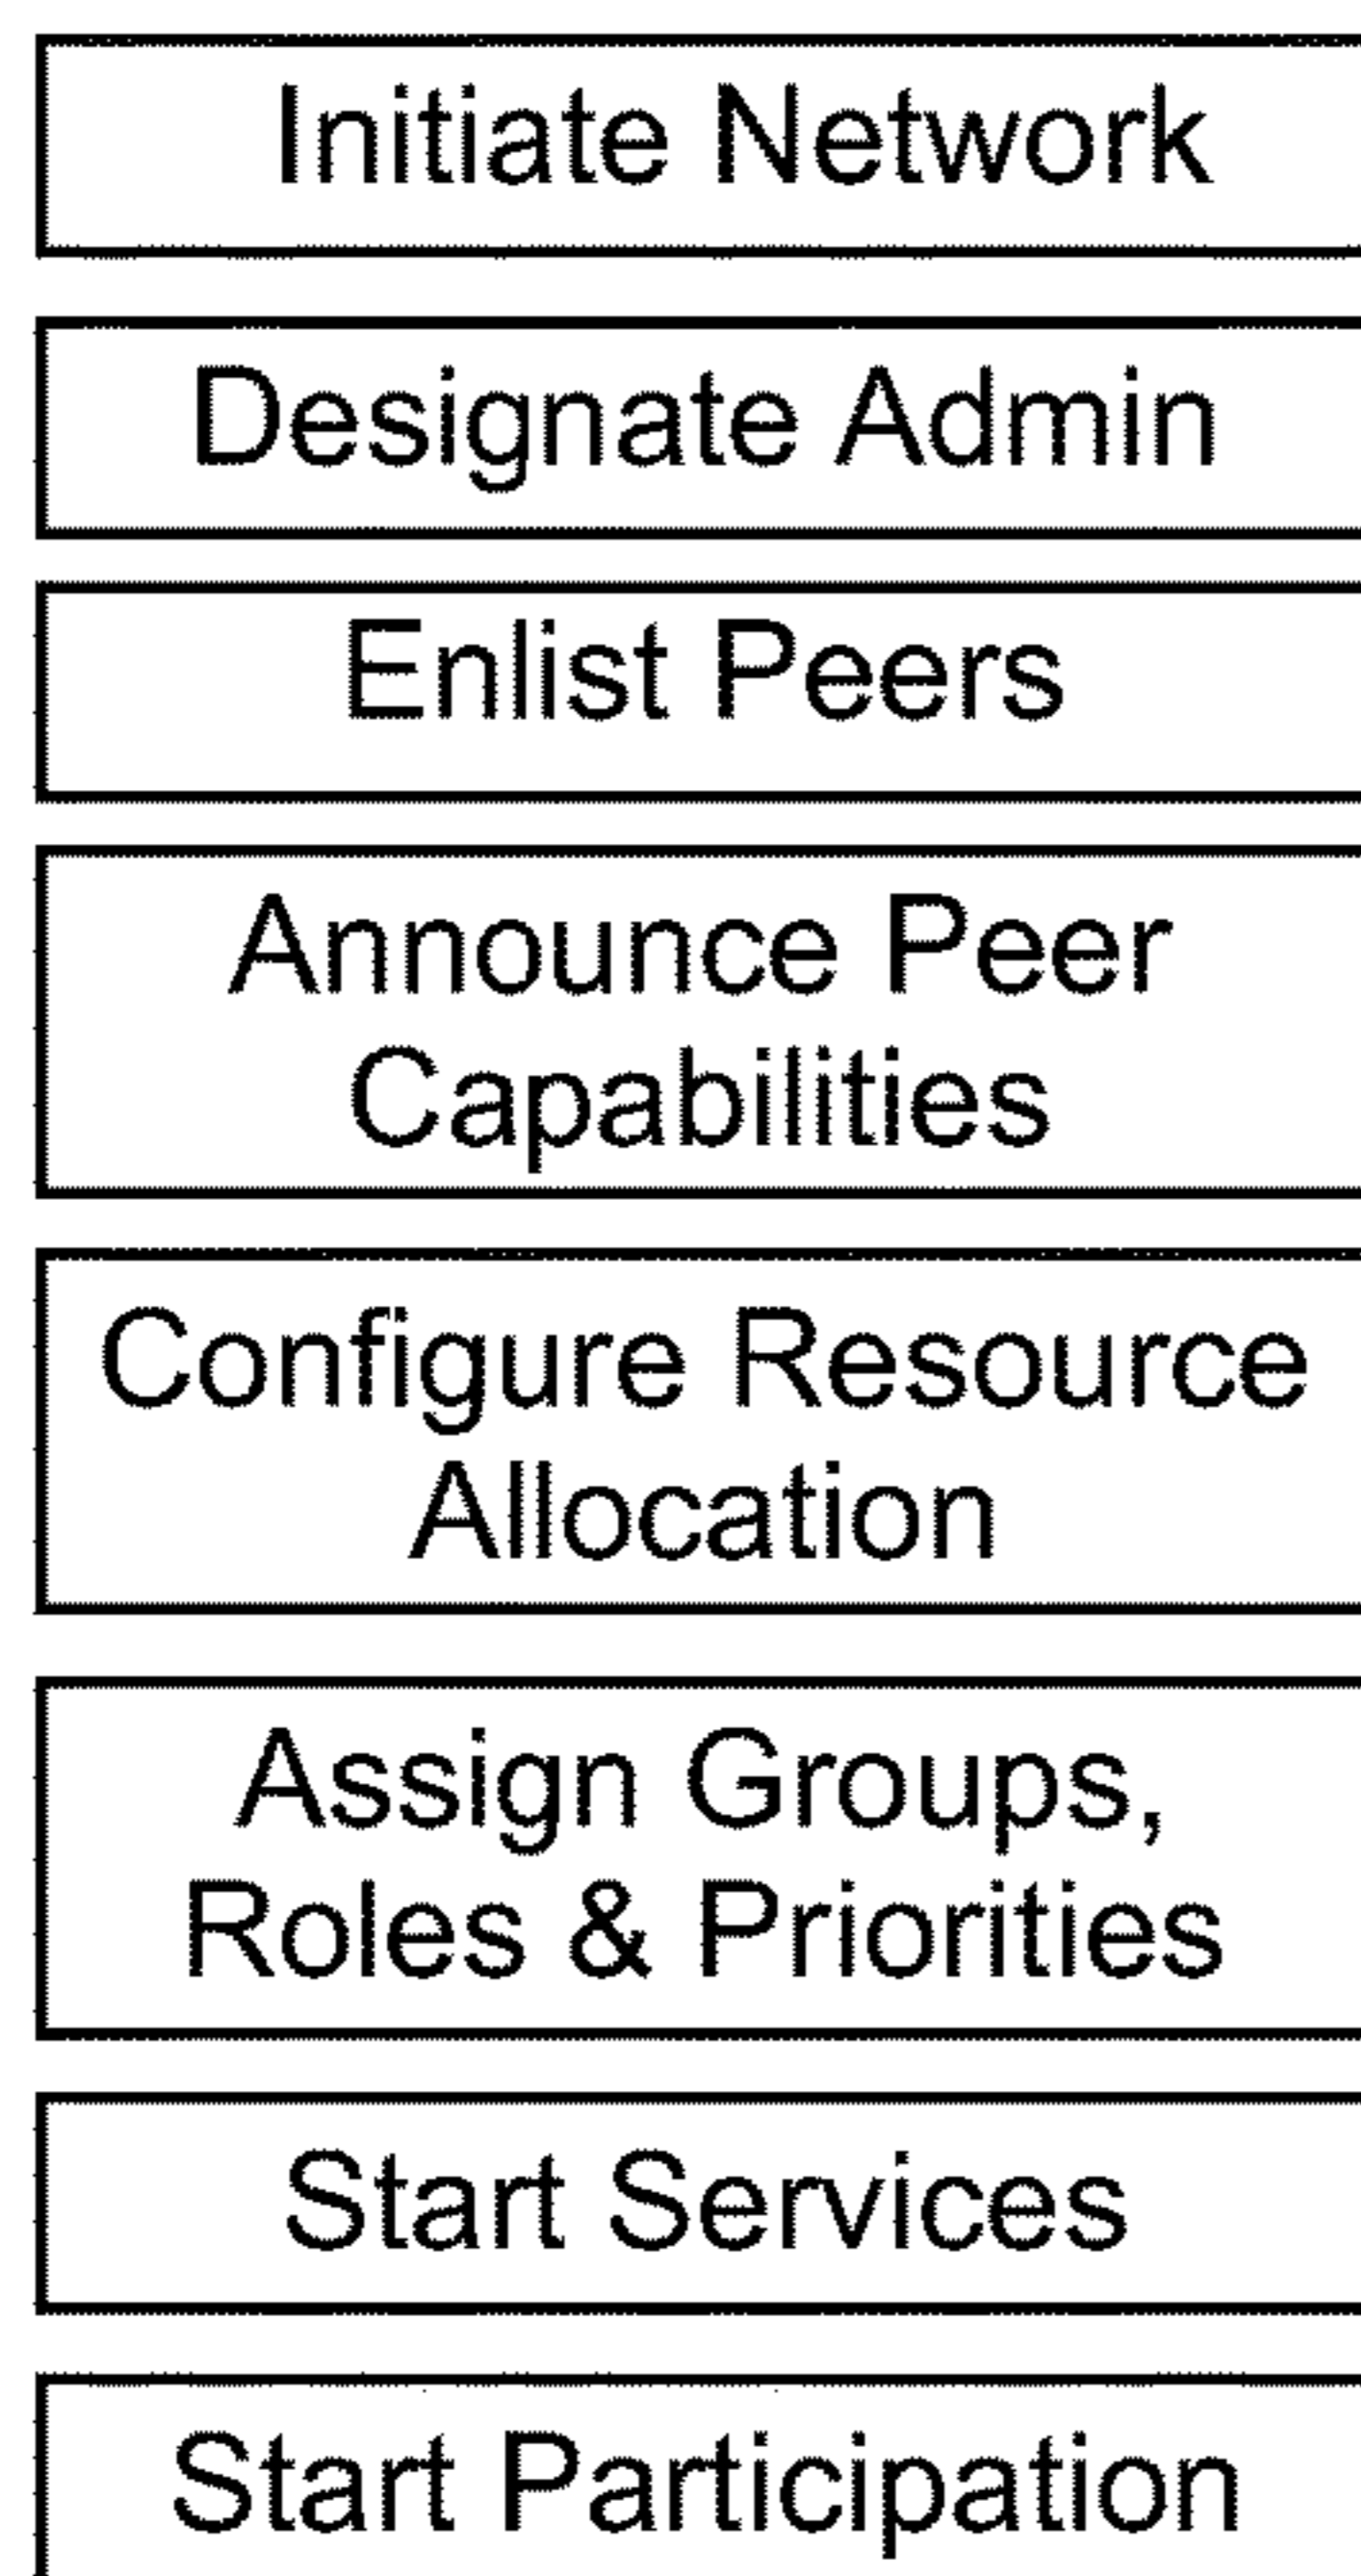 Initiate Network
Designate Admin
Enlist Peers
Announce Peer
Capabilities
Configure Resource
Allocation
Assign Groups,
Roles & Priorities
Start Services
Start Participation